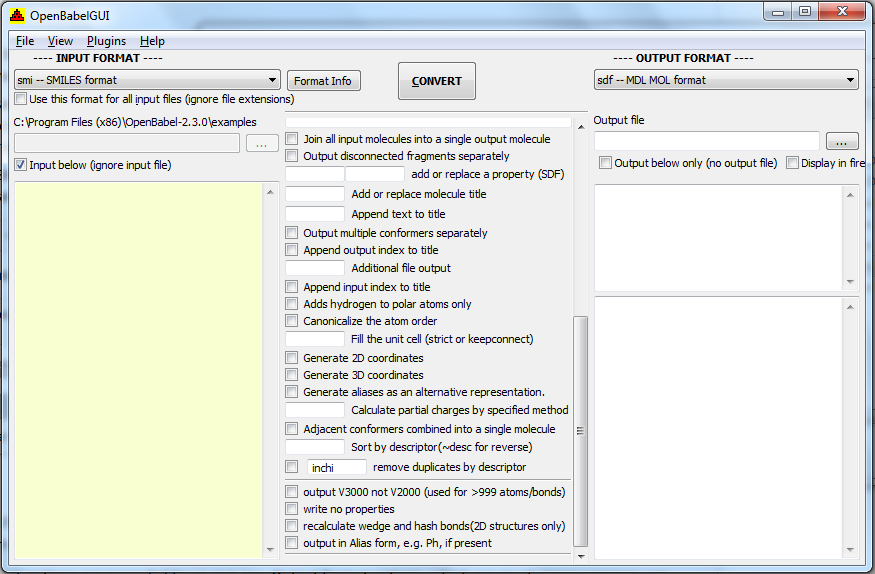 OpenBabelGUI
File View Plugins Help
---- INPUT FORMAT ----
smi -- SMILES format
Format Info
Use this format for all input files (ignore file extensions)
C:\Program Files (x86)\OpenBabel-2.3.0\examples
...
Input below (ignore input file)
CONVERT
Join all input molecules into a single output molecule
Output disconnected fragments separately
add or replace a property (SDF)
Add or replace molecule title
Append text to title
Output multiple conformers separately
Append output index to title
Additional file output
Append input index to title
Adds hydrogen to polar atoms only
Canonicalize the atom order
Fill the unit cell (strict or keepconnect)
Generate 2D coordinates
Generate 3D coordinates
Generate aliases as an alternative representation.
Calculate partial charges by specified method
Adjacent conformers combined into a single molecule
Sort by descriptor(~desc for reverse)
inchi remove duplicates by descriptor
output V3000 not V2000 (used for >999 atoms/bonds)
write no properties
recalculate wedge and hash bonds(2D structures only)
output in Alias form, e.g. Ph, if present
---- OUTPUT FORMAT ----
sdf -- MDL MOL format
Output file
...
Output below only (no output file) Display in fire